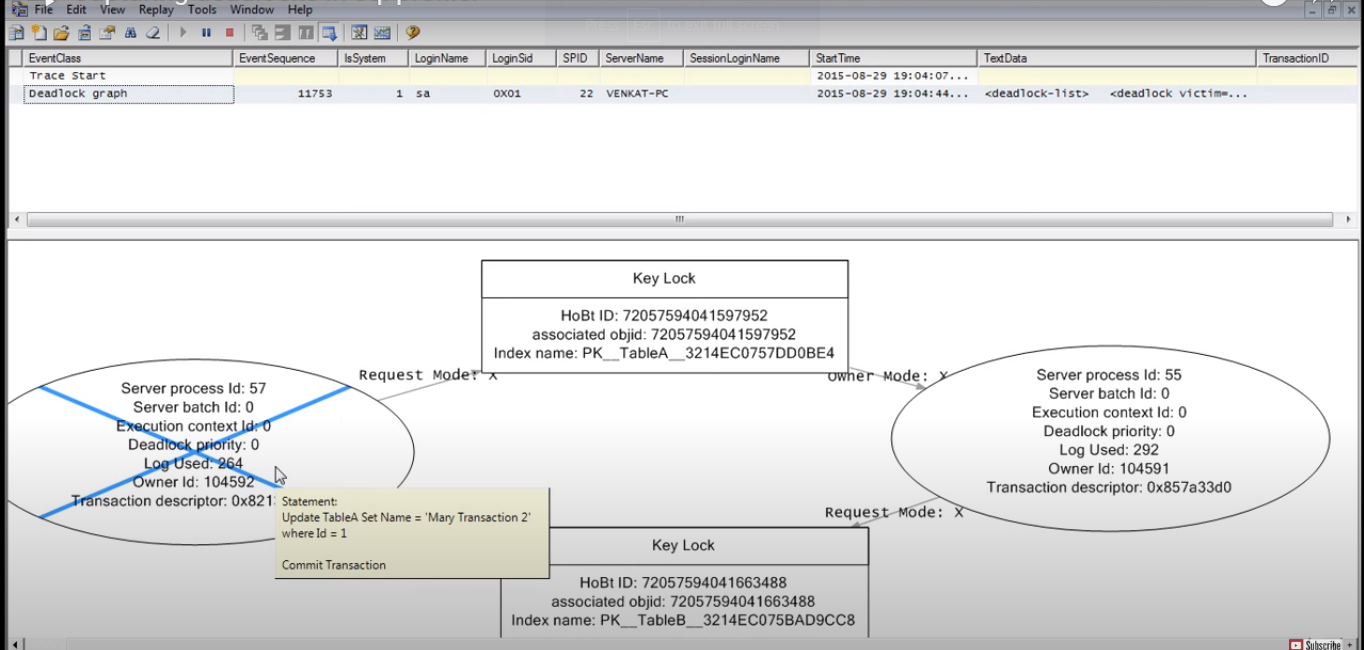 File Edit View Replay Tools Window Help
EventClass EventSequence IsSystem LoginName LoginSid SPID ServerName SessionLoginName StartTime TextData TransactionID
Trace Start 2015-08-29 19:04:07...
Deadlock graph 11753 1 sa 0X01 22 VENKAT-PC 2015-08-29 19:04:44... <deadlock-list> <deadlock victim=...
Key Lock
HoBt ID: 72057594041597952
associated objid: 72057594041597952
Index name: PK__TableA__3214EC0757DD0BE4
Request Mode: X
Owner Mode: X
Server process Id: 57
Server batch Id: 0
Execution context Id: 0
Deadlock priority: 0
Log Used: 264
Owner Id: 104592
Transaction descriptor: 0x821
Statement:
Update TableA Set Name = 'Mary Transaction 2'
where Id = 1
Commit Transaction
Server process Id: 55
Server batch Id: 0
Execution context Id: 0
Deadlock priority: 0
Log Used: 292
Owner Id: 104591
Transaction descriptor: 0x857a33d0
Request Mode: X
Key Lock
HoBt ID: 72057594041663488
associated objid: 72057594041663488
Index name: PK__TableB__3214EC075BAD9CC8
Subscribe